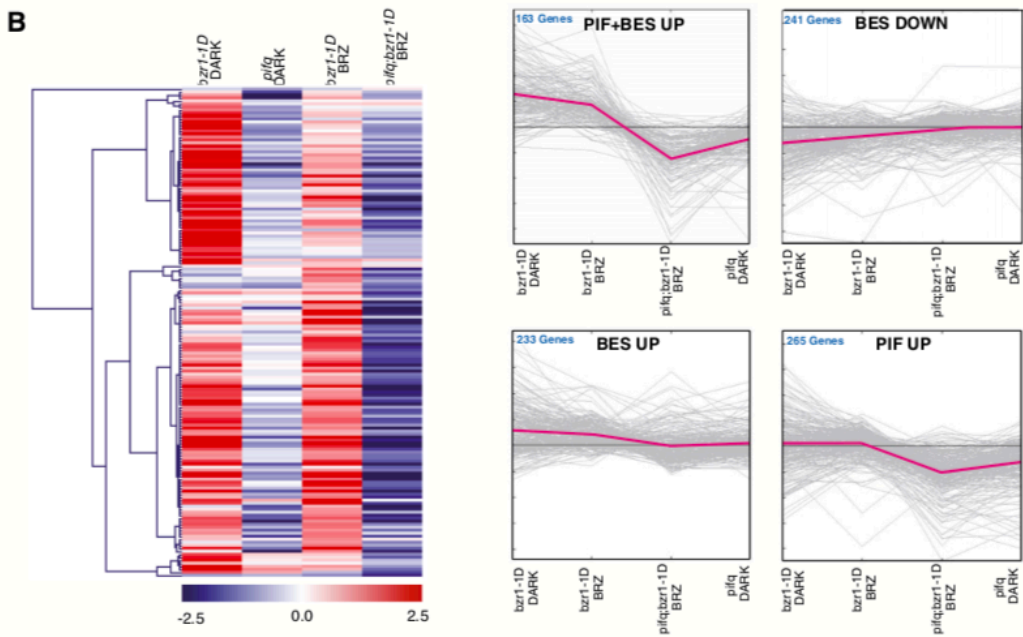 B
bzr1-1D
DARK
pifq
DARK
bzr1-1D
BRZ
pifq;bzr1-1D
BRZ
-2.5
0.0
2.5
163 Genes
PIF+BES UP
bzr1-1D
DARK
bzr1-1D
BRZ
pifq;bzr1-1D
BRZ
pifq
DARK
241 Genes
BES DOWN
bzr1-1D
DARK
bzr1-1D
BRZ
pifq;bzr1-1D
BRZ
pifq
DARK
233 Genes
BES UP
bzr1-1D
DARK
bzr1-1D
BRZ
pifq;bzr1-1D
BRZ
pifq
DARK
265 Genes
PIF UP
bzr1-1D
DARK
bzr1-1D
BRZ
pifq;bzr1-1D
BRZ
pifq
DARK